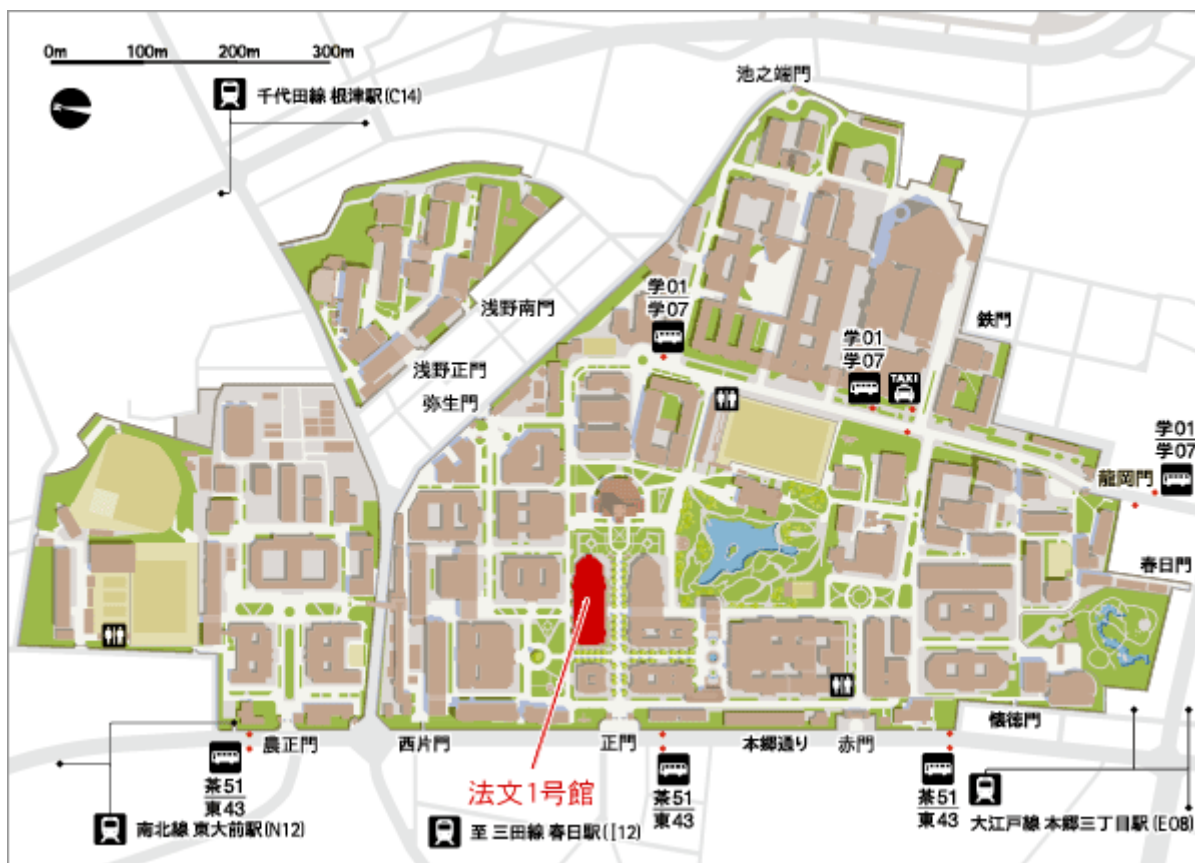 0m 100m 200m 300m
千代田線 根津駅(C14)
池之端門
学01
学07
浅野南門
鉄門
学01
学07
TAXI
浅野正門
弥生門
学01
学07
龍岡門
春日門
懐徳門
農正門
西片門
正門
本郷通り
赤門
茶51
東43
法文1号館
茶51
東43
茶51
東43
南北線 東大前駅(N12)
至 三田線 春日駅([12)
大江戸線 本郷三丁目駅(E08)